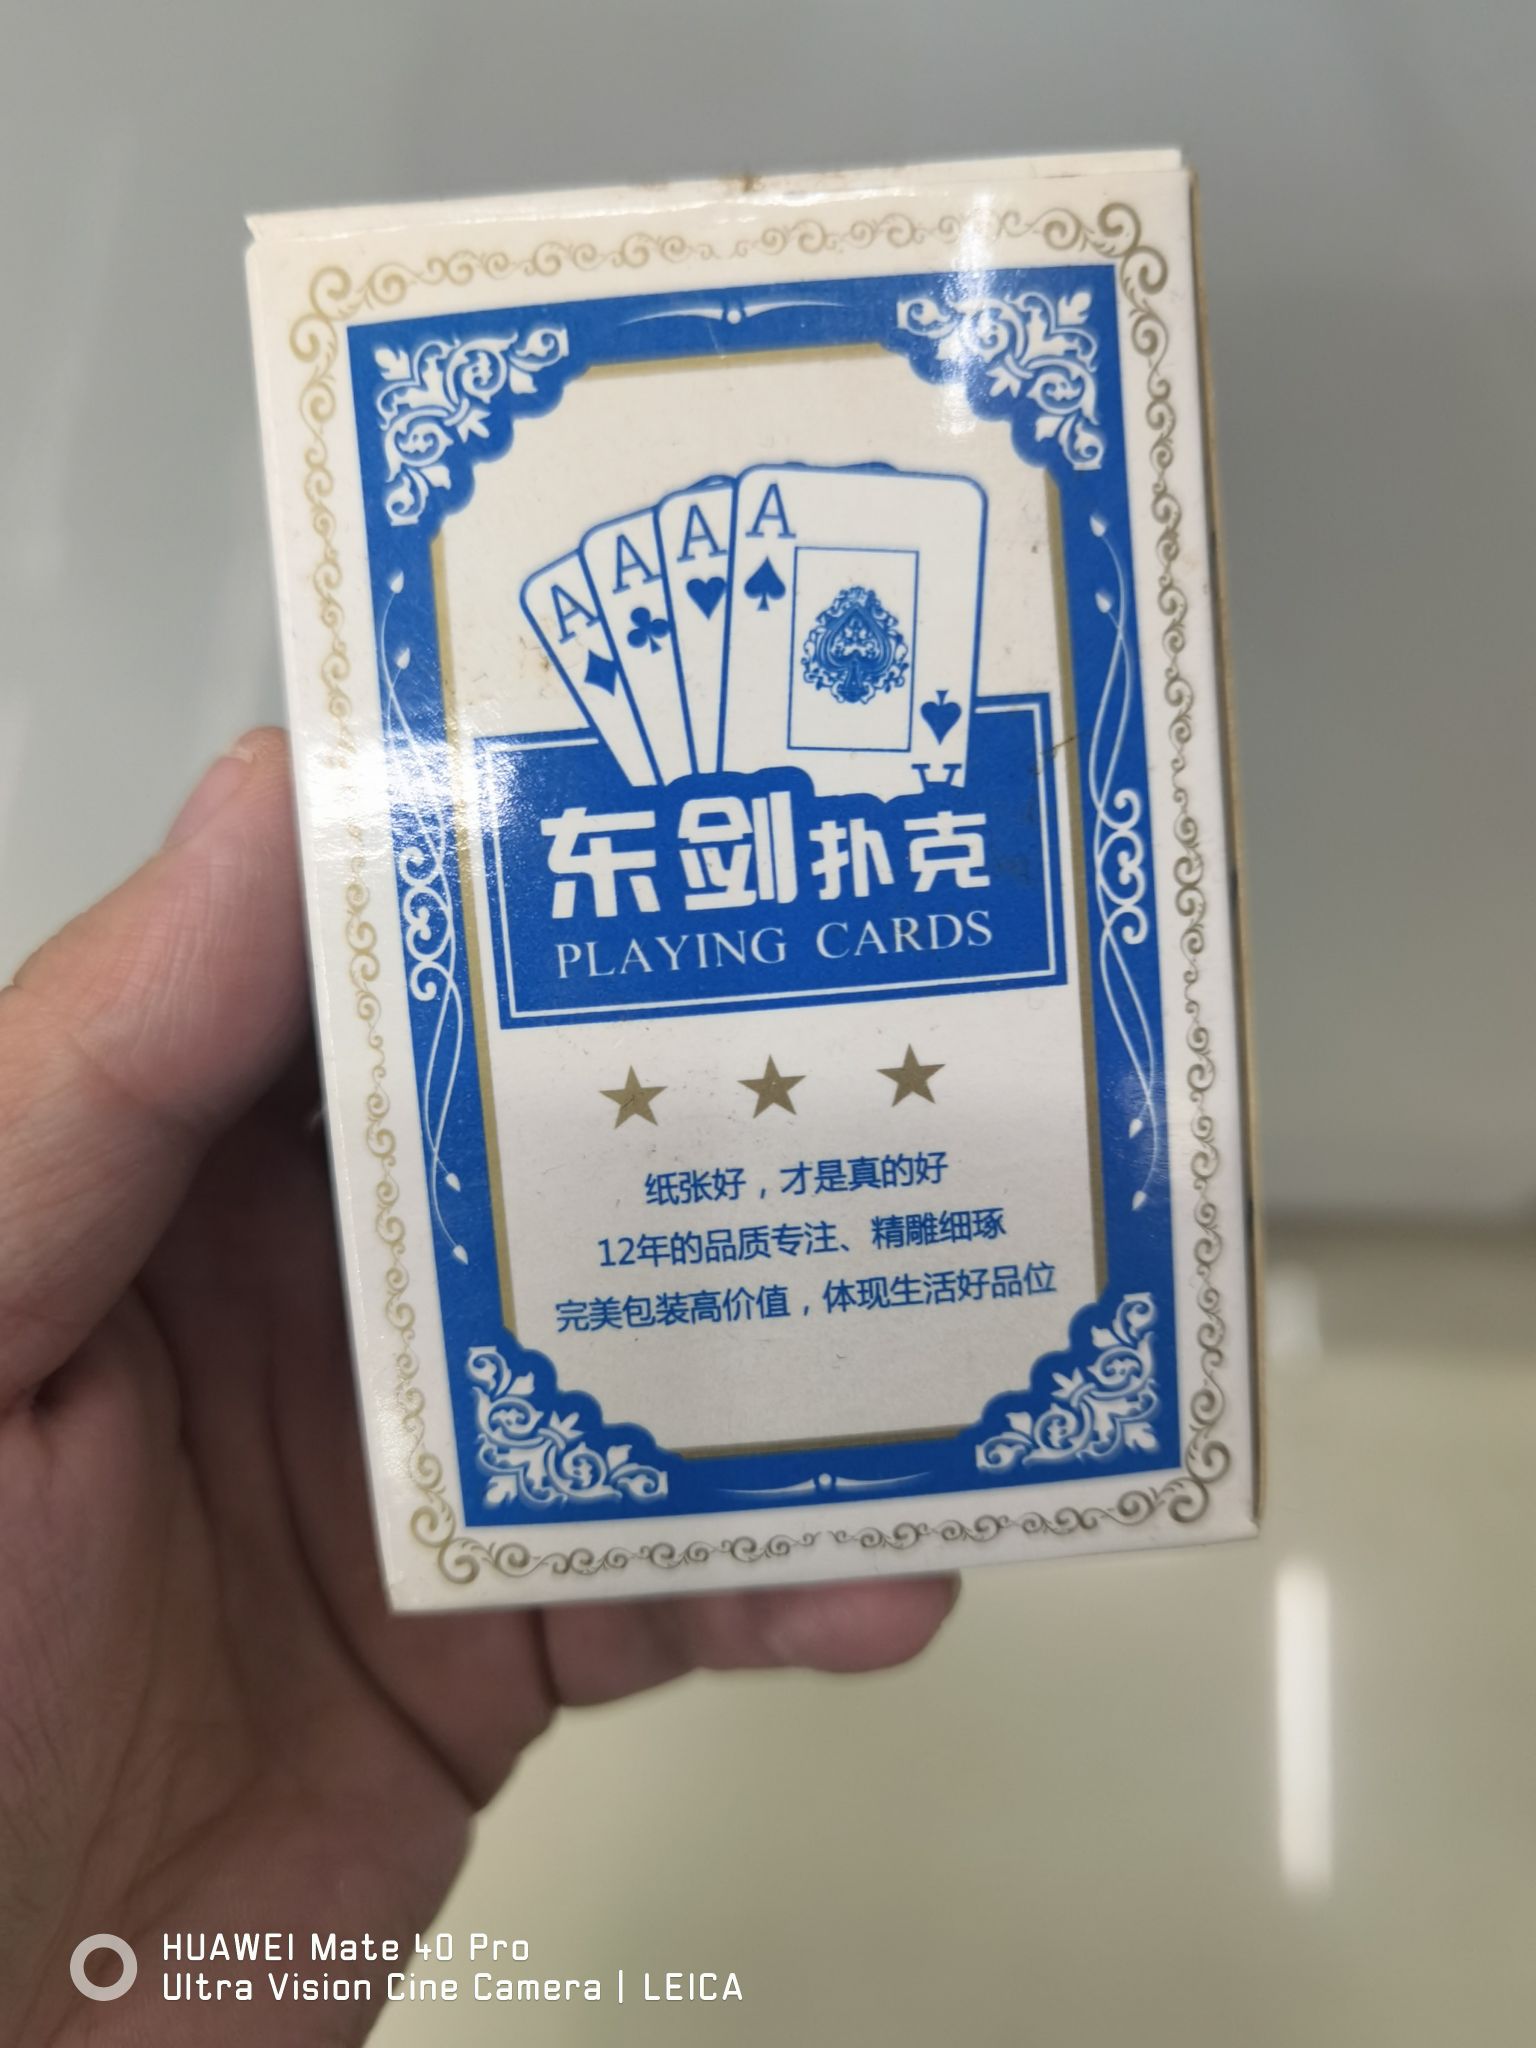 A
A
A
A
A
东剑扑克
PLAYING CARDS
纸张好，才是真的好
12年的品质专注、精雕细琢
完美包装高价值，体现生活好品位
HUAWEI Mate 40 Pro
Ultra Vision Cine Camera | LEICA